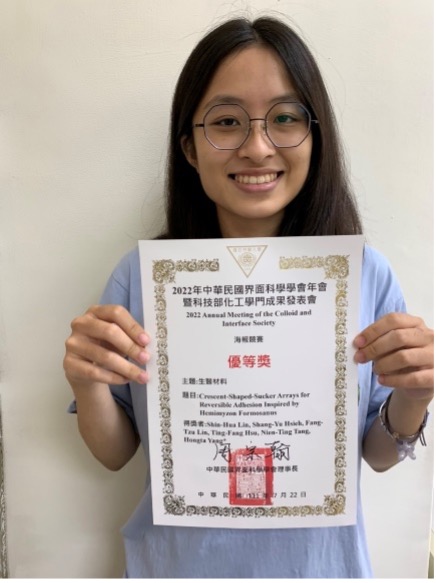 2022年中華民國界面科學學會年會
暨科技部化工學門成果發表會
2022 Annual Meeting of the Colloid and
Interface Society
海報競賽
優等獎
主題:生醫材料
題目:Crescent-Shaped-Sucker Arrays for
Reversible Adhesion Inspired by
Hemimyzon Formosanus
得獎者:Shin-Hua Lin, Shang-Yu Hsieh, Fang-
Tzu Lin, Ting-Fang Hsu, Nien-Ting Tang,
Hongta Yang*
中華民國界面科學學會理事長
中華民國 111 年 7 月 22 日